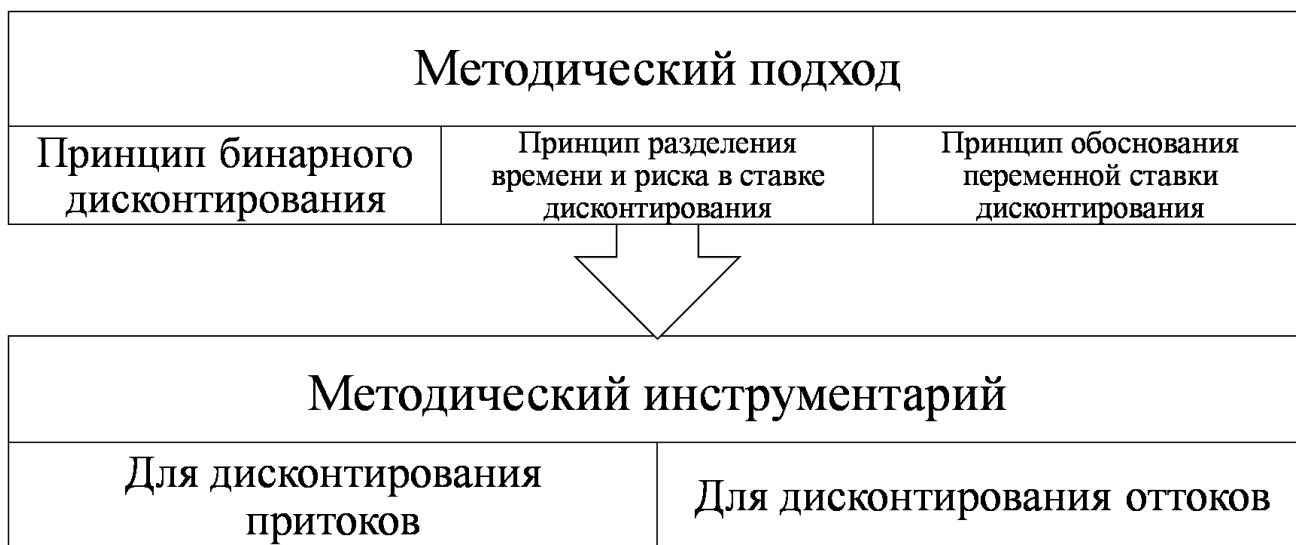 Методический подход
Принцип бинарного
дисконтирования
Принцип разделения
времени и риска в ставке
дисконтирования
Принцип обоснования
переменной ставки
дисконтирования
Методический инструментарий
Для дисконтирования
притоков
Для дисконтирования оттоков